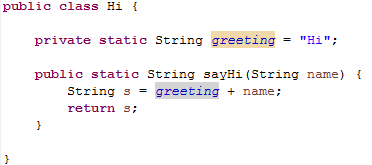 public class Hi {
private static String greeting = "Hi";
public static String sayHi(String name) {
String s = greeting + name;
return s;
}
}